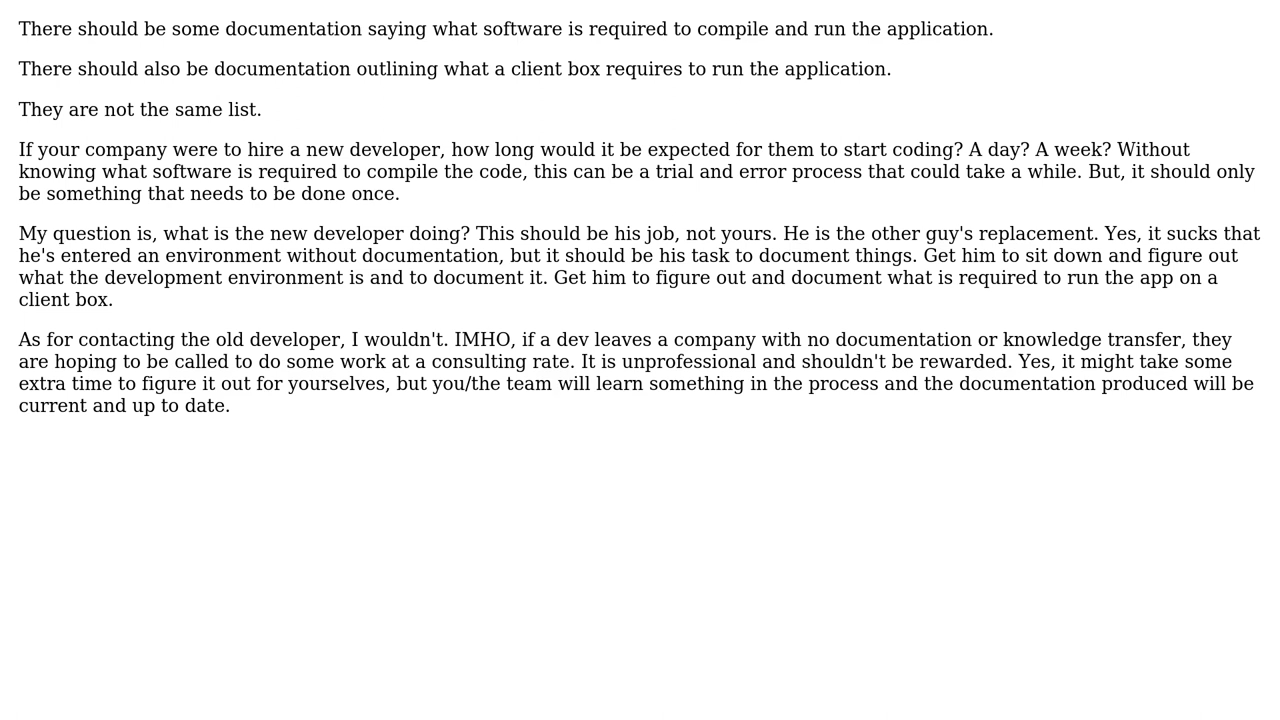 There should be some documentation saying what software is required to compile and run the application.
There should also be documentation outlining what a client box requires to run the application.
They are not the same list.
If your company were to hire a new developer, how long would it be expected for them to start coding? A day? A week? Without
knowing what software is required to compile the code, this can be a trial and error process that could take a while. But, it should only
be something that needs to be done once.
My question is, what is the new developer doing? This should be his job, not yours. He is the other guy's replacement. Yes, it sucks that
he's entered an environment without documentation, but it should be his task to document things. Get him to sit down and figure out
what the development environment is and to document it. Get him to figure out and document what is required to run the app on a
client box.
As for contacting the old developer, I wouldn't. IMHO, if a dev leaves a company with no documentation or knowledge transfer, they
are hoping to be called to do some work at a consulting rate. It is unprofessional and shouldn't be rewarded. Yes, it might take some
extra time to figure it out for yourselves, but you/the team will learn something in the process and the documentation produced will be
current and up to date.